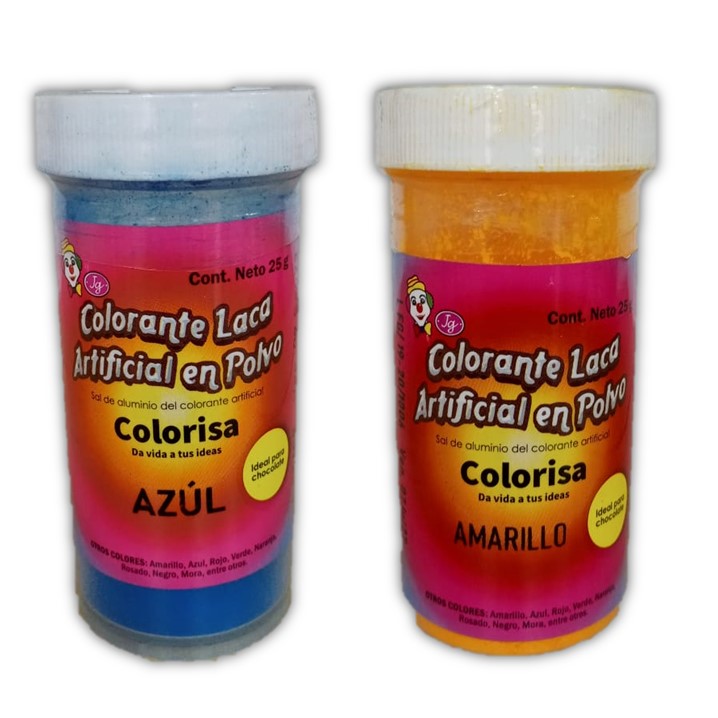 Jg
Cont. Neto 25 g
Colorante Laca
Artificial en Polvo
Sal de aluminio del colorante artificial
Colorisa
Da vida a tus ideas
Ideal para
chocolate
AZÚL
OTROS COLORES: Amarillo, Azul, Rojo, Verde, Naranja,
Rosado, Negro, Mora, entre otros.
Jg
Cont. Neto 25g
Colorante Laca
Artificial en Polvo
Sal de aluminio del colorante artificial
Colorisa
Da vida a tus ideas
Ideal para
chocolate
AMARILLO
OTROS COLORES: Amarillo, Azul, Rojo, Verde, Naranja,
Rosado, Negro, Mora, entre otros.